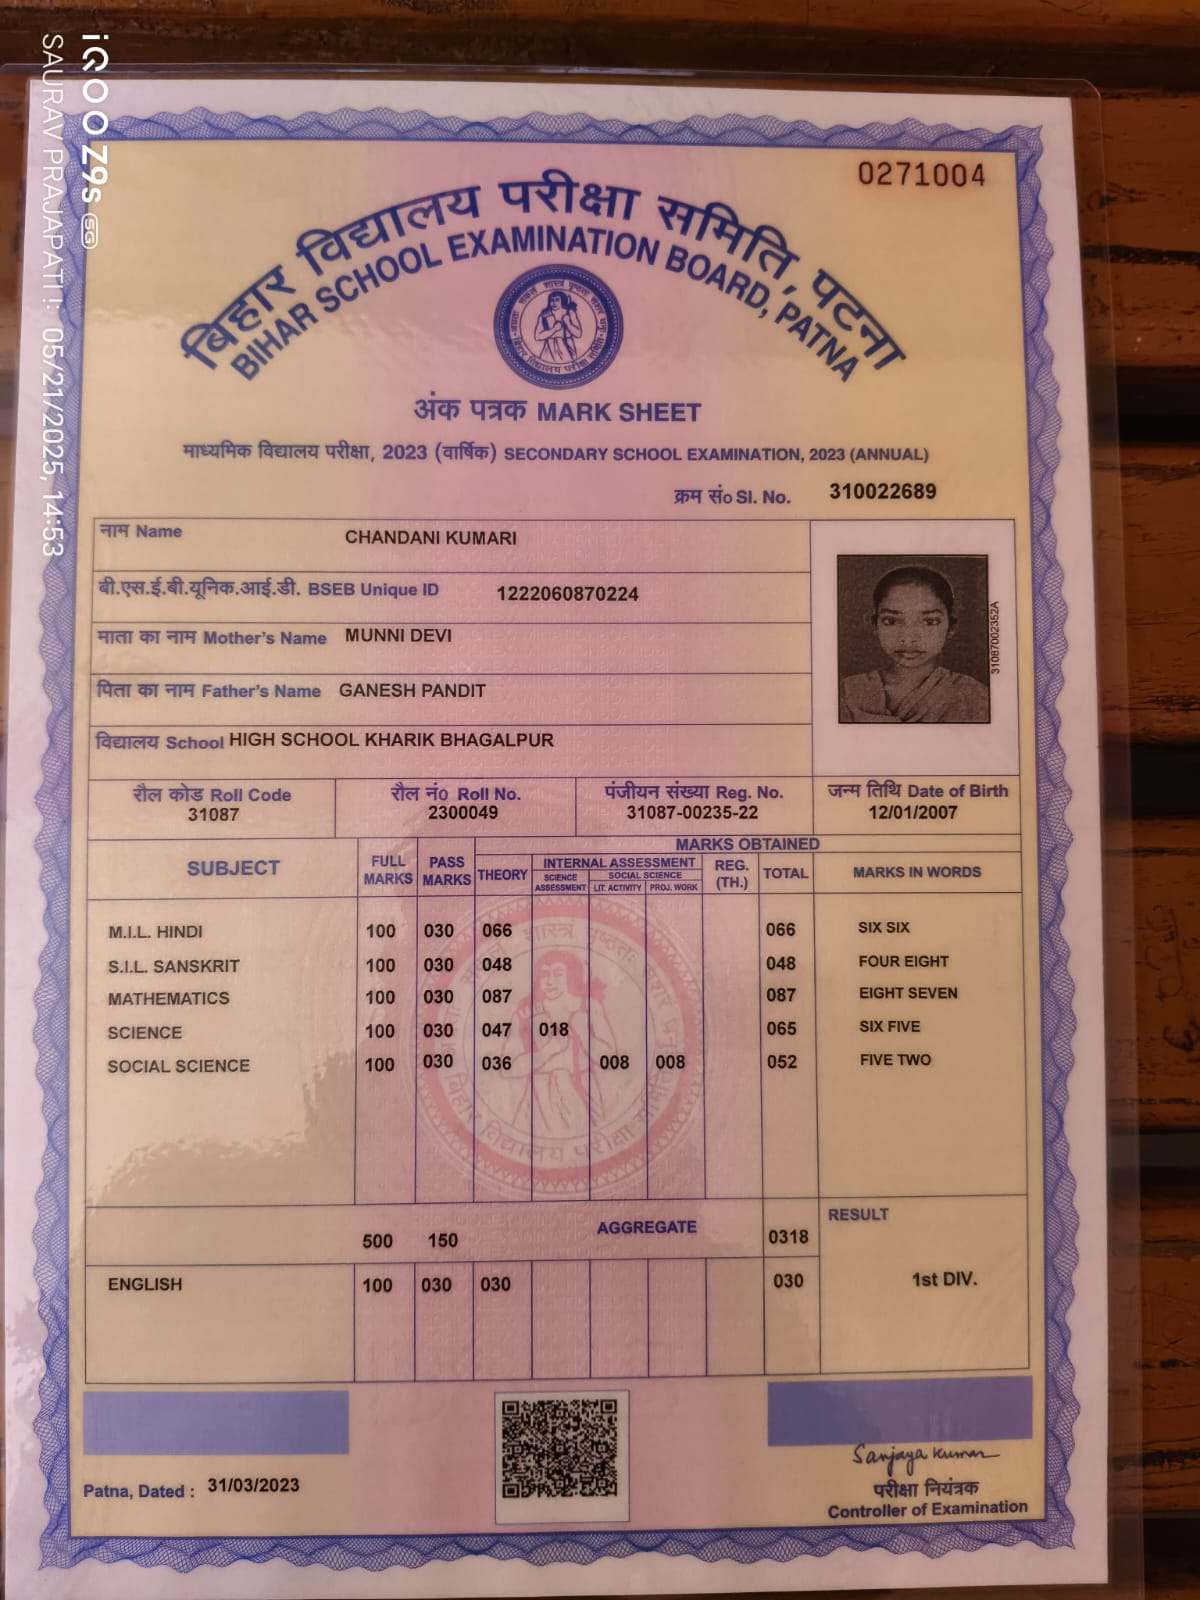 iQOO Z9s 5G
SAURAV PRAJAPATI !: 05/21/2025, 14:53
0271004
बिहार विद्यालय परीक्षा समिति, पटना
BIHAR SCHOOL EXAMINATION BOARD, PATNA
अंक पत्रक MARK SHEET
माध्यमिक विद्यालय परीक्षा, 2023 (वार्षिक) SECONDARY SCHOOL EXAMINATION, 2023 (ANNUAL)
क्रम सं० SI. No. 310022689
नाम Name CHANDANI KUMARI
बी.एस.ई.बी.यूनिक.आई.डी. BSEB Unique ID 1222060870224
माता का नाम Mother's Name MUNNI DEVI
पिता का नाम Father's Name GANESH PANDIT
विद्यालय School HIGH SCHOOL KHARIK BHAGALPUR
31087002352A
रौल कोड Roll Code रौल नं0 Roll No. पंजीयन संख्या Reg. No. जन्म तिथि Date of Birth
31087 2300049 31087-00235-22 12/01/2007
SUBJECT FULL MARKS PASS MARKS MARKS OBTAINED
THEORY INTERNAL ASSESSMENT REG. (TH.) TOTAL MARKS IN WORDS
SCIENCE ASSESSMENT SOCIAL SCIENCE
LIT. ACTIVITY PROJ. WORK
M.I.L. HINDI 100 030 066 066 SIX SIX
S.I.L. SANSKRIT 100 030 048 048 FOUR EIGHT
MATHEMATICS 100 030 087 087 EIGHT SEVEN
SCIENCE 100 030 047 018 065 SIX FIVE
SOCIAL SCIENCE 100 030 036 008 008 052 FIVE TWO
500 150 AGGREGATE 0318 RESULT
ENGLISH 100 030 030 030 1st DIV.
Patna, Dated : 31/03/2023
Sanjaya Kumar
परीक्षा नियंत्रक
Controller of Examination